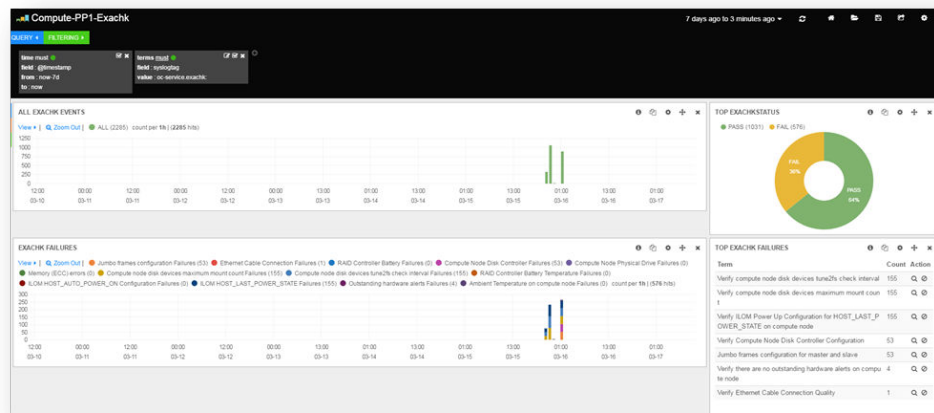 Compute-PP1-Exachk
7 days ago to 3 minutes ago
QUERY
FILTERING
time must
field : @timestamp
from : now-7d
to : now
terms must
field : syslogtag
value : oc-service.exachk:
ALL EXACHK EVENTS
View | Zoom Out | ALL (2285) count per 1h | (2285 hits)
1250
1000
750
500
250
0
12:00 00:00 12:00 00:00 12:00 00:00 13:00 01:00 13:00 01:00 13:00 01:00 13:00 01:00
03-10 03-11 03-11 03-12 03-12 03-13 03-13 03-14 03-14 03-15 03-15 03-16 03-16 03-17
TOP EXACHKSTATUS
PASS (1031) FAIL (576)
FAIL
36%
PASS
64%
EXACHK FAILURES
View | Zoom Out | Jumbo frames configuration Failures (53) Ethernet Cable Connection Failures (1) RAID Controller Battery Failures (0) Compute Node Disk Controller Failures (53) Compute Node Physical Drive Failures (0)
Memory (ECC) errors (0) Compute node disk devices maximum mount count Failures (155) Compute node disk devices tune2fs check interval Failures (155) RAID Controller Battery Temperature Failures (0)
ILOM HOST_AUTO_POWER_ON Configuration Failures (0) ILOM HOST_LAST_POWER_STATE Failures (155) Outstanding hardware alerts Failures (4) Ambient Temperature on compute node Failures (0) count per 1h | (576 hits)
300
250
200
150
100
50
0
12:00 00:00 12:00 00:00 12:00 00:00 13:00 01:00 13:00 01:00 13:00 01:00 13:00 01:00
03-10 03-11 03-11 03-12 03-12 03-13 03-13 03-14 03-14 03-15 03-15 03-16 03-16 03-17
TOP EXACHK FAILURES
Term Count Action
Verify compute node disk devices tune2fs check interval 155
Verify compute node disk devices maximum mount coun 155
t
Verify ILOM Power Up Configuration for HOST_LAST_P 155
OWER_STATE on compute node
Verify Compute Node Disk Controller Configuration 53
Jumbo frames configuration for master and slave 53
Verify there are no outstanding hardware alerts on compu 4
te node
Verify Ethernet Cable Connection Quality 1